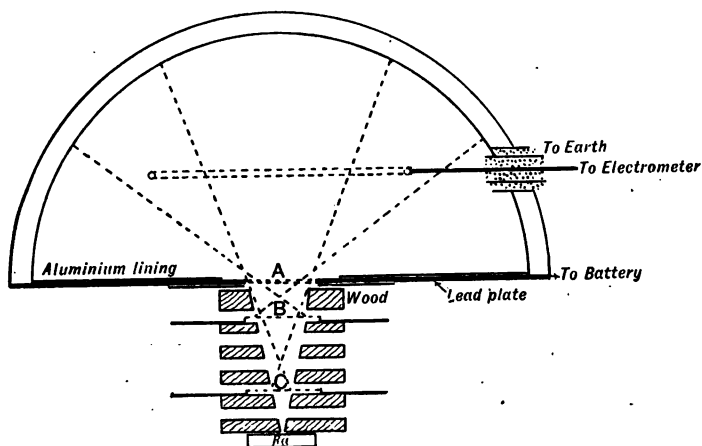 To Earth
To Electrometer
Aluminium lining
A
To Battery
Wood
Lead plate
B
C
Ra